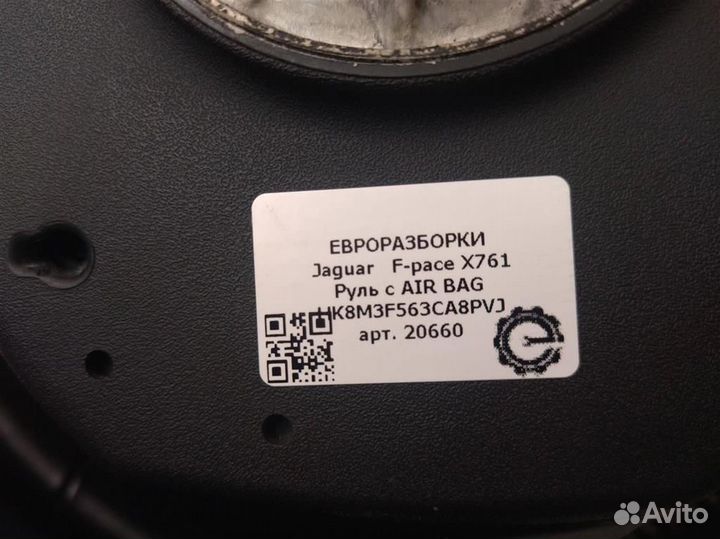 ЕВРОРАЗБОРКИ
Jaguar F-pace X761
Руль с AIR BAG
HK8M3F563CA8PVJ
арт. 20660
Avito